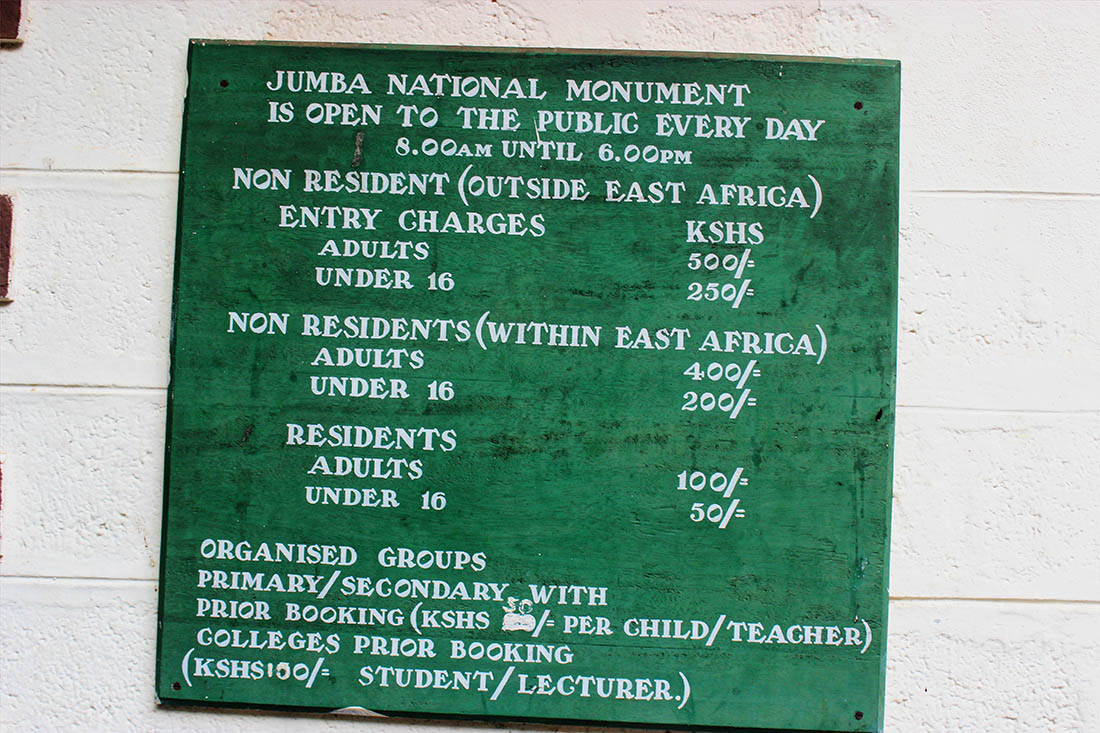 JUMBA NATIONAL MONUMENT
IS OPEN TO THE PUBLIC EVERY DAY
8.00AM UNTIL 6.00PM
NON RESIDENT (OUTSIDE EAST AFRICA)
ENTRY CHARGES KSHS
ADULTS 500/=
UNDER 16 250/=
NON RESIDENTS (WITHIN EAST AFRICA)
ADULTS 400/=
UNDER 16 200/=
RESIDENTS
ADULTS 100/=
UNDER 16 50/=
ORGANISED GROUPS
PRIMARY/SECONDARY WITH
PRIOR BOOKING (KSHS /= PER CHILD/TEACHER)
COLLEGES PRIOR BOOKING
(KSHS /= STUDENT/LECTURER.)